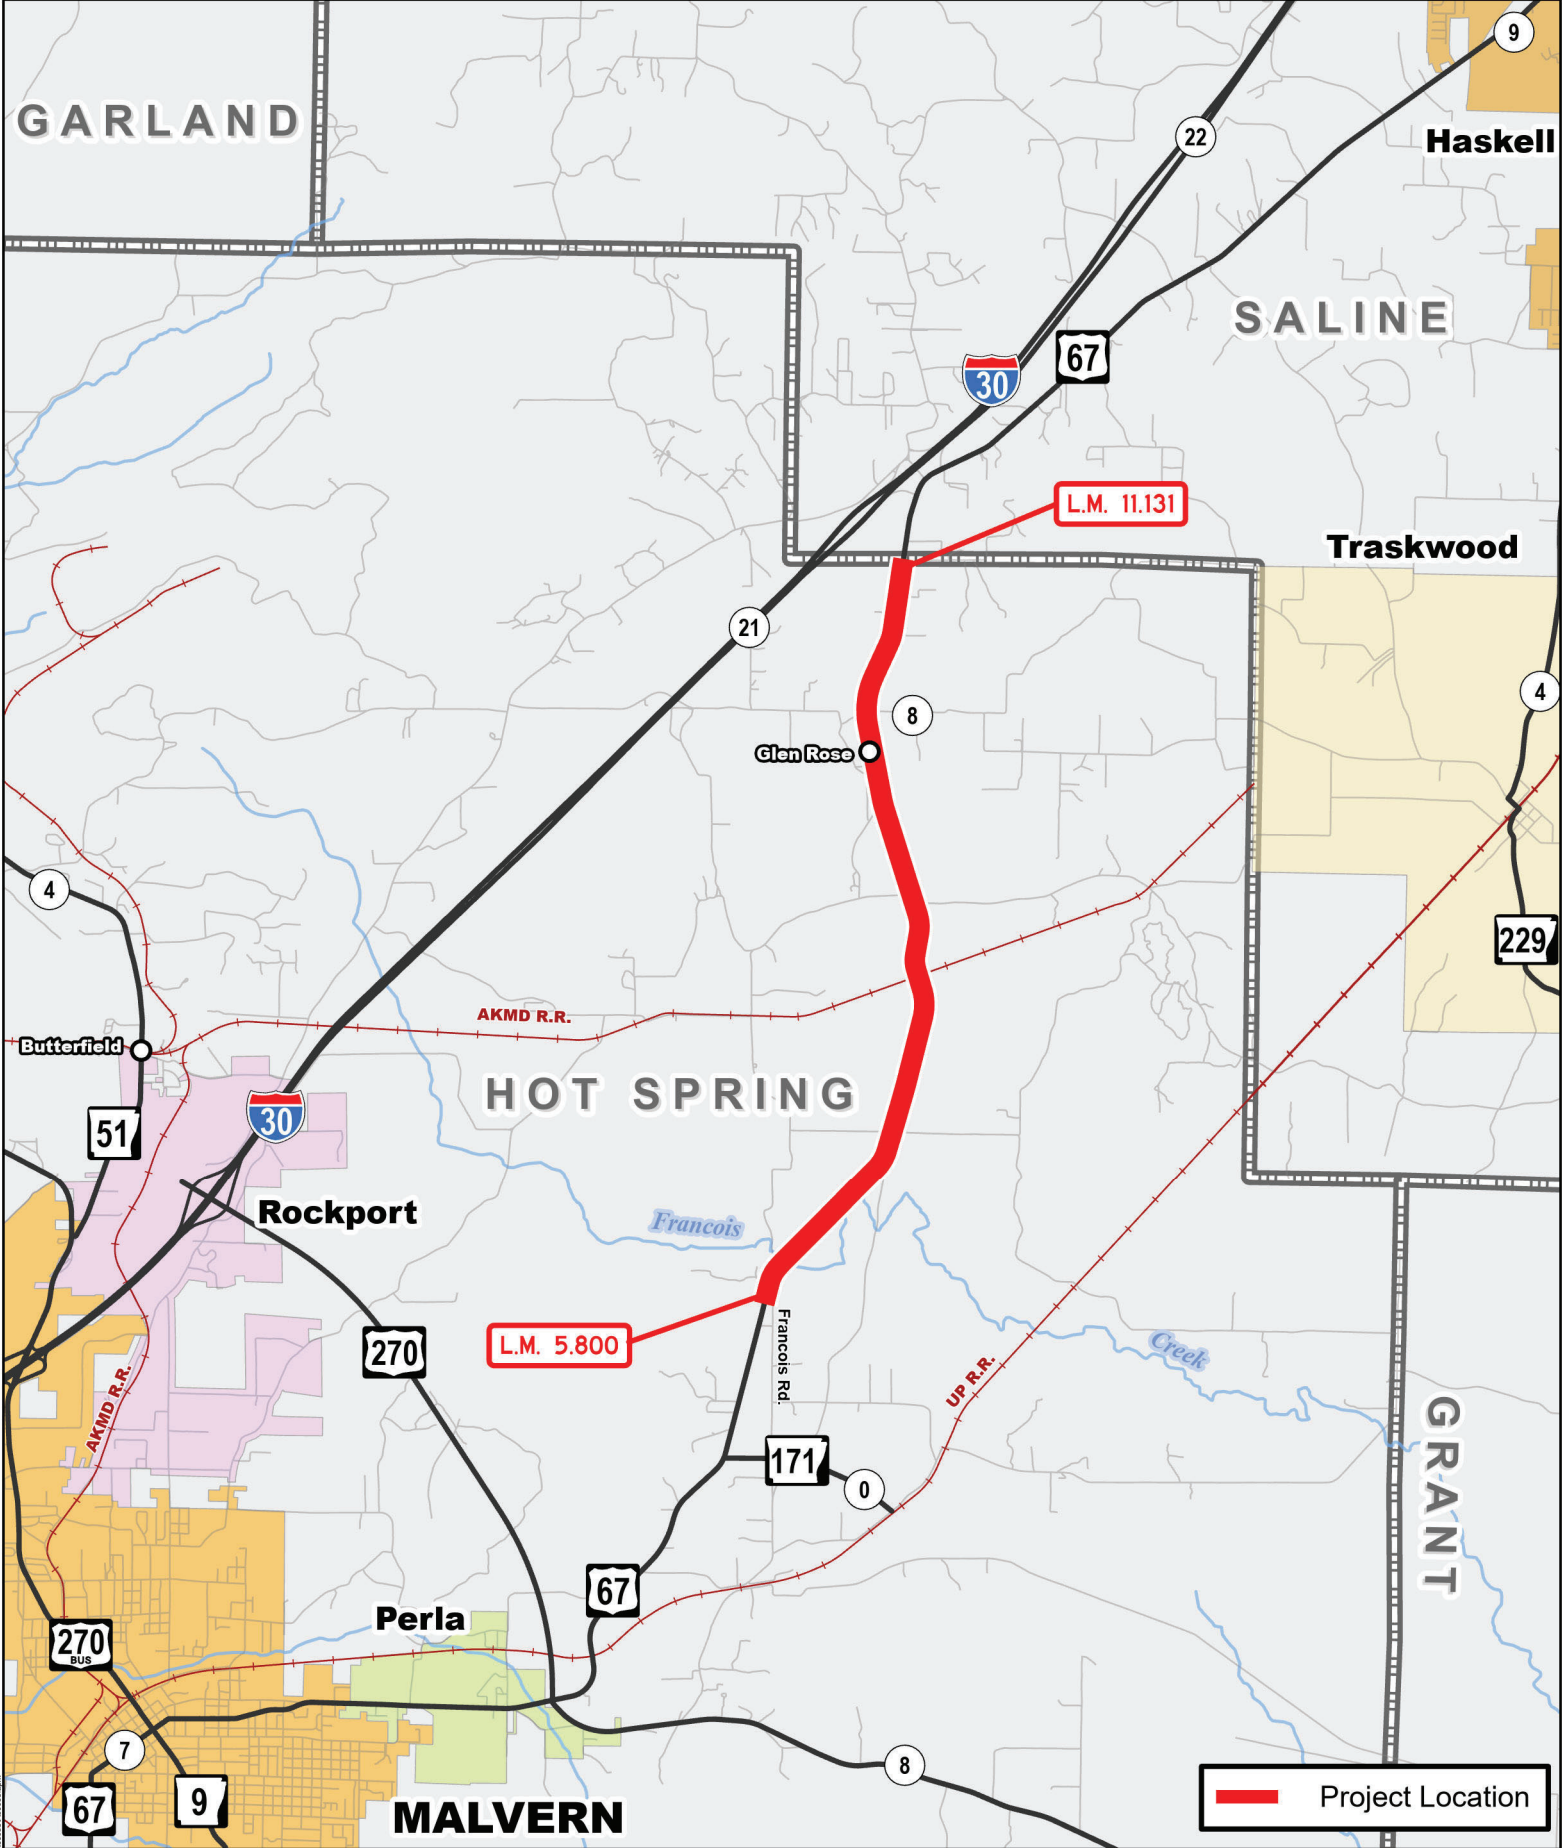 9
GARLAND
22
Haskell
SALINE
67
30
L.M. 11.131
Traskwood
21
4
8
Glen Rose
4
229
AKMD R.R.
Butterfield
HOT SPRING
51
30
Rockport
Francois
270
L.M. 5.800
Francois Rd.
Creek
UP R.R.
AKMD R.R.
GRANT
171
0
67
Perla
270
BUS
7
8
67
9
MALVERN
Project Location